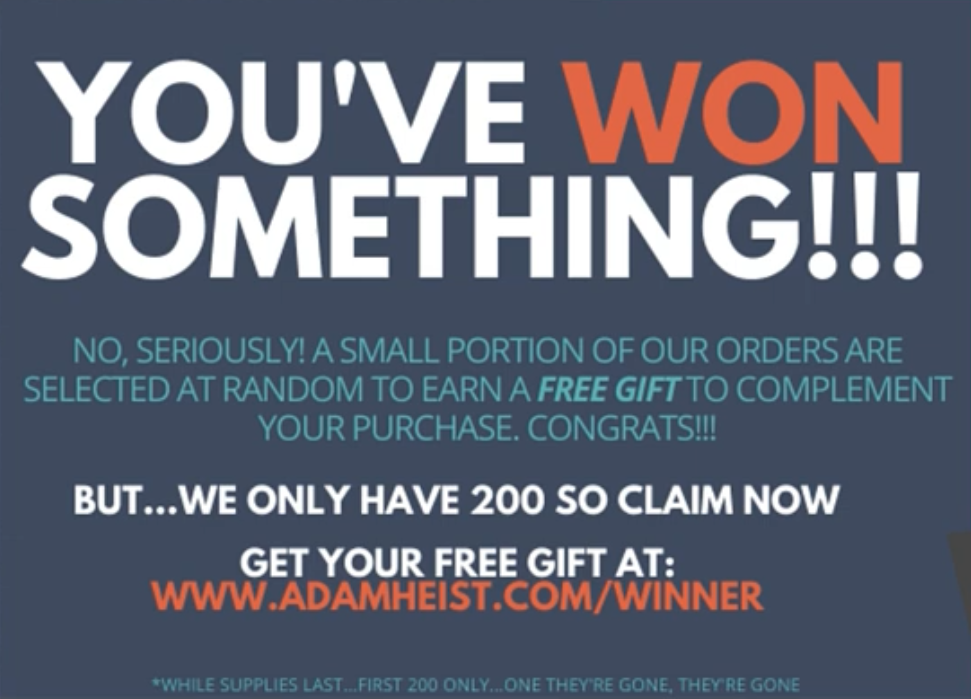 YOU'VE WON
SOMETHING!!!
NO, SERIOUSLY! A SMALL PORTION OF OUR ORDERS ARE
SELECTED AT RANDOM TO EARN A FREE GIFT TO COMPLEMENT
YOUR PURCHASE. CONGRATS!!!
BUT...WE ONLY HAVE 200 SO CLAIM NOW
GET YOUR FREE GIFT AT:
WWW.ADAMHEIST.COM/WINNER
*WHILE SUPPLIES LAST...FIRST 200 ONLY...ONE THEY'RE GONE, THEY'RE GONE